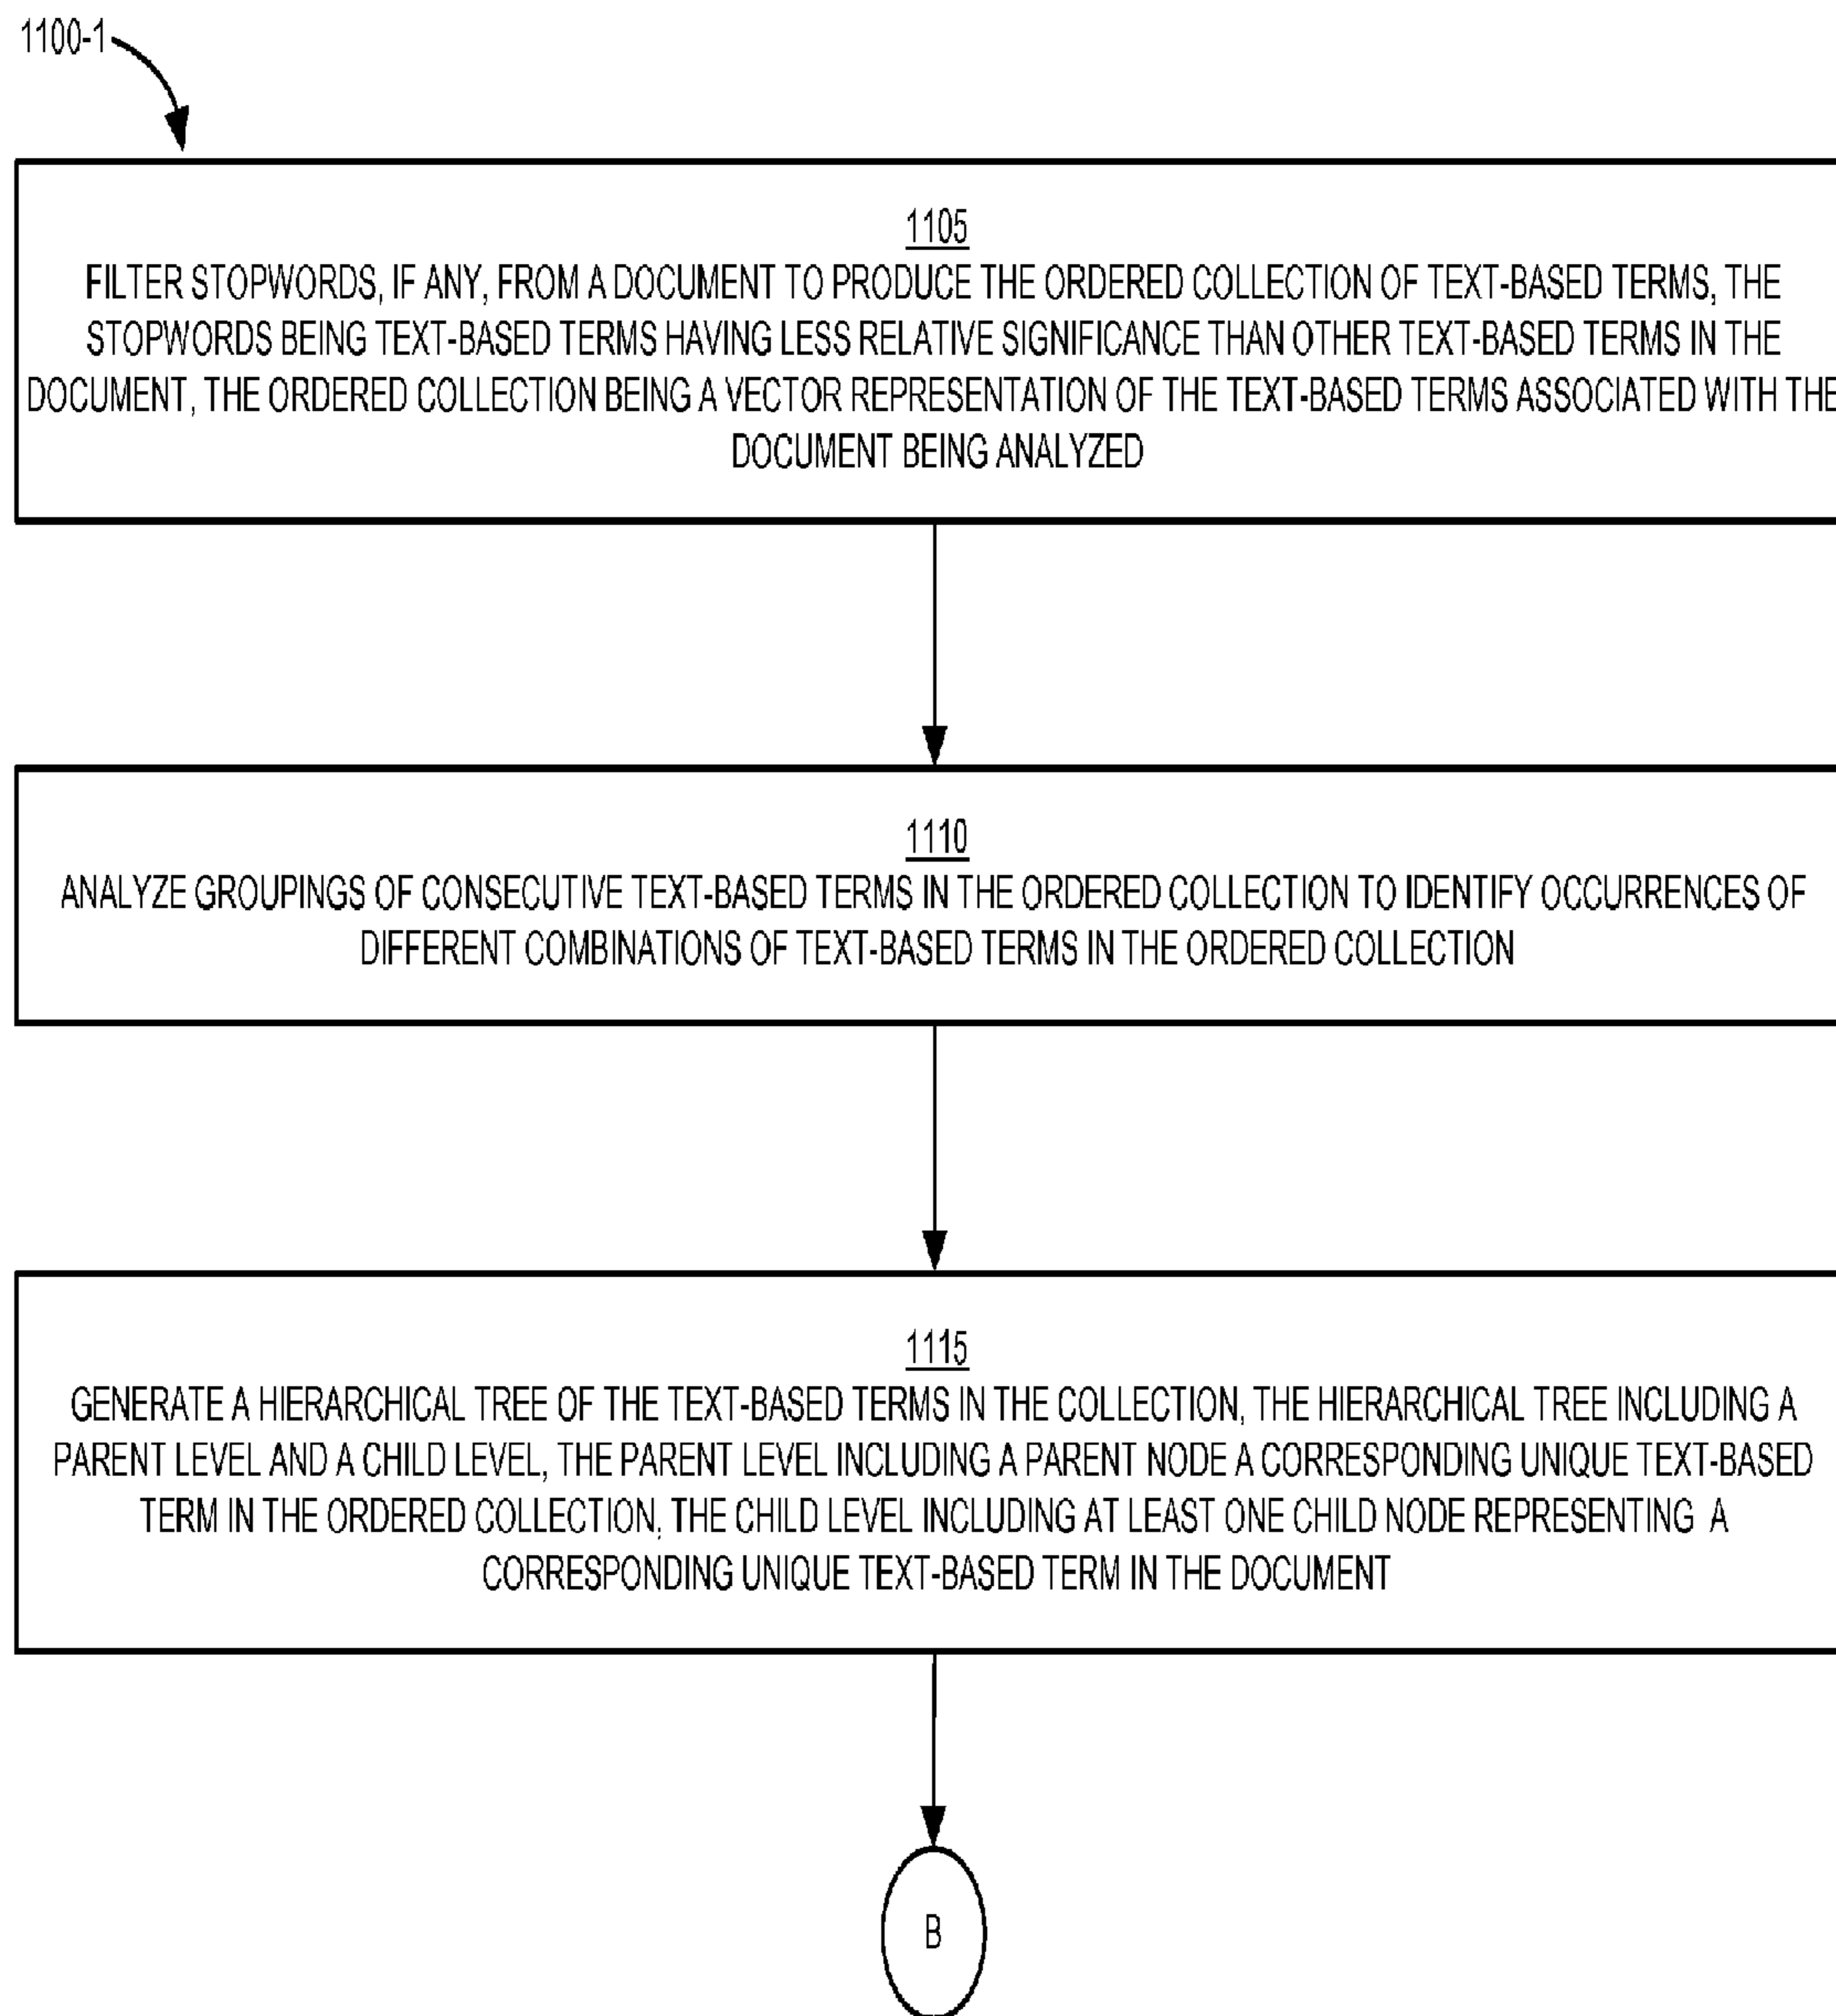 1100-1
1105
FILTER STOPWORDS, IF ANY, FROM A DOCUMENT TO PRODUCE THE ORDERED COLLECTION OF TEXT-BASED TERMS, THE
STOPWORDS BEING TEXT-BASED TERMS HAVING LESS RELATIVE SIGNIFICANCE THAN OTHER TEXT-BASED TERMS IN THE
DOCUMENT, THE ORDERED COLLECTION BEING A VECTOR REPRESENTATION OF THE TEXT-BASED TERMS ASSOCIATED WITH THE
DOCUMENT BEING ANALYZED
1110
ANALYZE GROUPINGS OF CONSECUTIVE TEXT-BASED TERMS IN THE ORDERED COLLECTION TO IDENTIFY OCCURRENCES OF
DIFFERENT COMBINATIONS OF TEXT-BASED TERMS IN THE ORDERED COLLECTION
1115
GENERATE A HIERARCHICAL TREE OF THE TEXT-BASED TERMS IN THE COLLECTION, THE HIERARCHICAL TREE INCLUDING A
PARENT LEVEL AND A CHILD LEVEL, THE PARENT LEVEL INCLUDING A PARENT NODE A CORRESPONDING UNIQUE TEXT-BASED
TERM IN THE ORDERED COLLECTION, THE CHILD LEVEL INCLUDING AT LEAST ONE CHILD NODE REPRESENTING A
CORRESPONDING UNIQUE TEXT-BASED TERM IN THE DOCUMENT
B